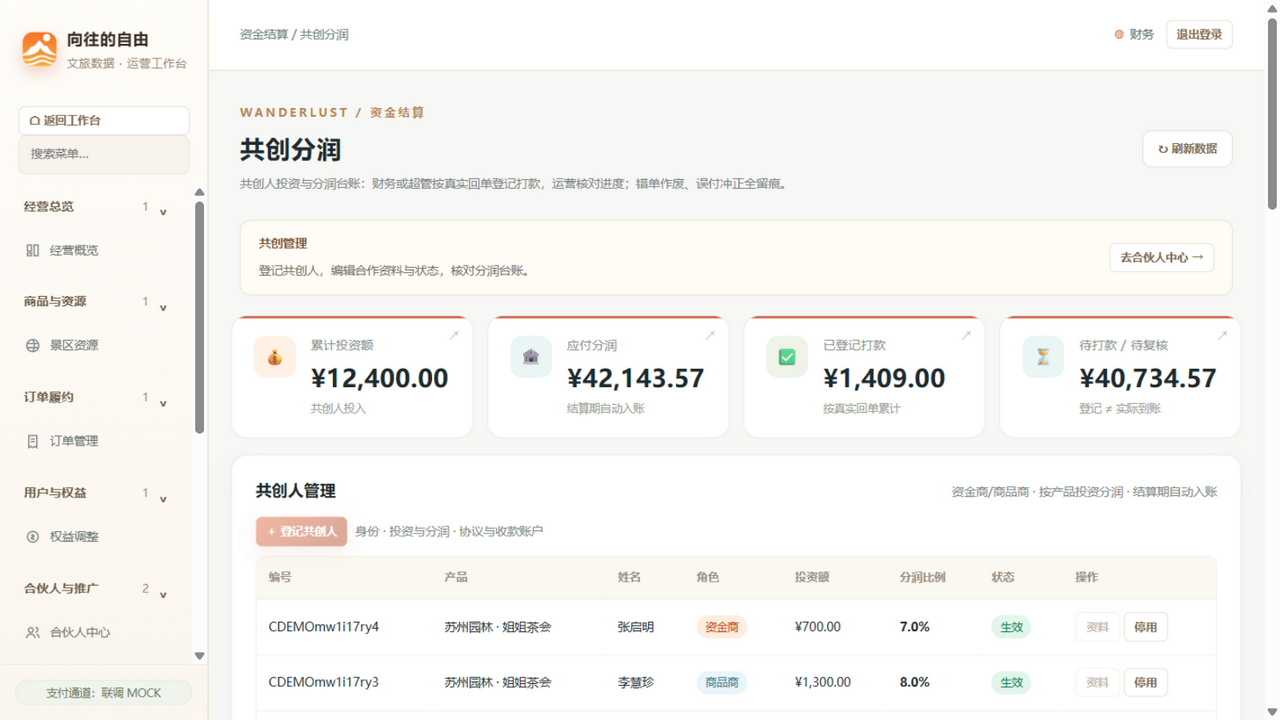 向往的自由
文旅数据 · 运营工作台
返回工作台
搜索菜单...
经营总览 1
经营概览
商品与资源 1
景区资源
订单履约 1
订单管理
用户与权益 1
权益调整
合伙人与推广 2
合伙人中心
支付通道：联调 MOCK
资金结算 / 共创分润
财务 退出登录
WANDERLUST / 资金结算
共创分润
↻ 刷新数据
共创人投资与分润台账：财务或超管按真实回单登记打款，运营核对进度；错单作废、误付冲正全留痕。
共创管理
登记共创人，编辑合作资料与状态，核对分润台账。
去合伙人中心 →
累计投资额
¥12,400.00
共创人投入
应付分润
¥42,143.57
结算期自动入账
已登记打款
¥1,409.00
按真实回单累计
待打款 / 待复核
¥40,734.57
登记 ≠ 实际到账
共创人管理
资金商/商品商 · 按产品投资分润 · 结算期自动入账
+ 登记共创人 身份 · 投资与分润 · 协议与收款账户
编号 产品 姓名 角色 投资额 分润比例 状态 操作
CDEMOmw1i17ry4 苏州园林 · 姐姐茶会 张启明 资金商 ¥700.00 7.0% 生效 资料 停用
CDEMOmw1i17ry3 苏州园林 · 姐姐茶会 李慧珍 商品商 ¥1,300.00 8.0% 生效 资料 停用